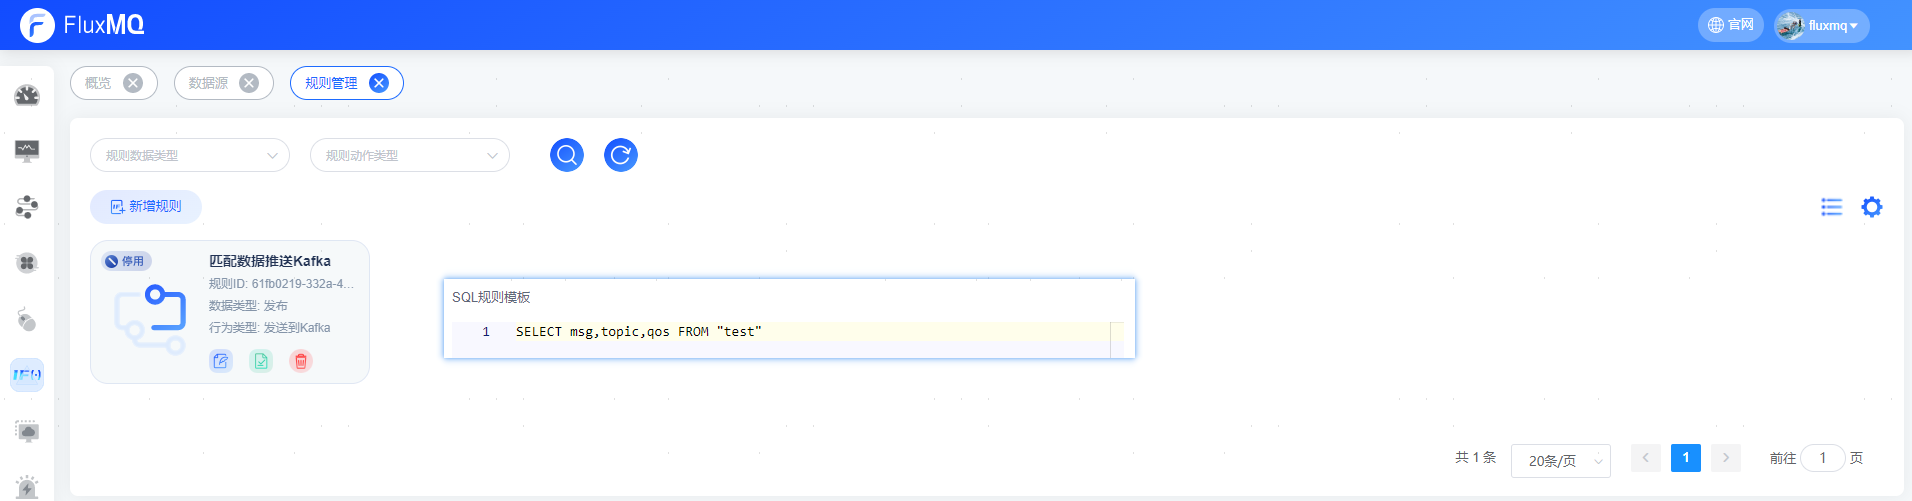 FluxMQ
官网
fluxmq
概览
数据源
规则管理
规则数据类型
规则动作类型
新增规则
停用
匹配数据推送Kafka
规则ID: 61fb0219-332a-4...
数据类型: 发布
行为类型: 发送到Kafka
IF(·)
SQL规则模板
1 SELECT msg,topic,qos FROM "test"
共 1 条
20条/页
1
前往 1 页